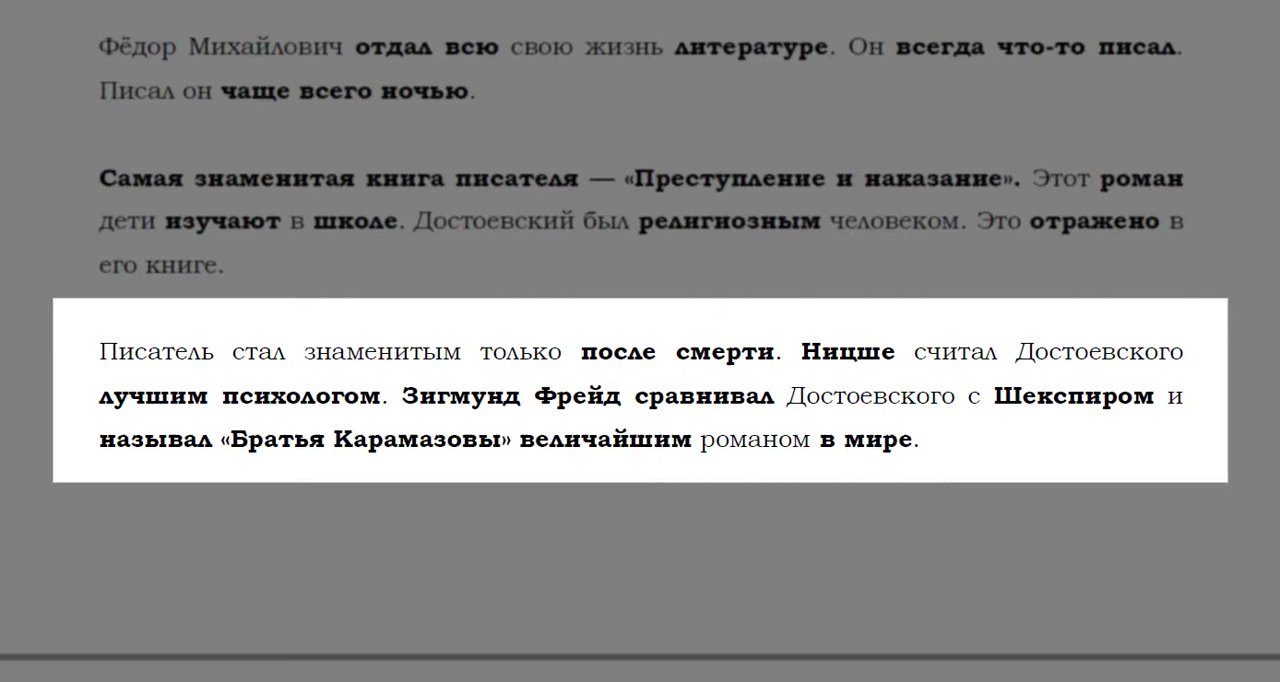 Фёдор Михайлович отдал всю свою жизнь литературе. Он всегда что-то писал.
Писал он чаще всего ночью.
Самая знаменитая книга писателя — «Преступление и наказание». Этот роман
дети изучают в школе. Достоевский был религиозным человеком. Это отражено в
его книге.
Писатель стал знаменитым только после смерти. Ницше считал Достоевского
лучшим психологом. Зигмунд Фрейд сравнивал Достоевского с Шекспиром и
называл «Братья Карамазовы» величайшим романом в мире.